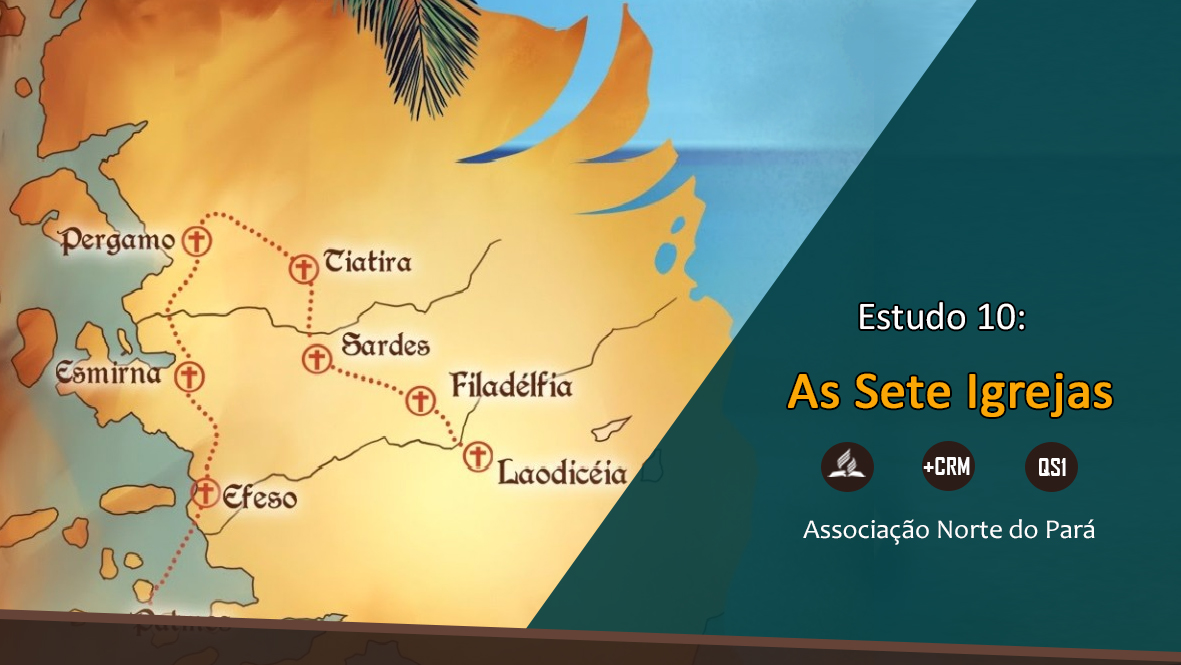 Pergamo
Tiatira
Sardes
Esmirna
Filadélfia
Laodicéia
Efeso
Estudo 10:
As Sete Igrejas
+CRM
QS1
Associação Norte do Pará